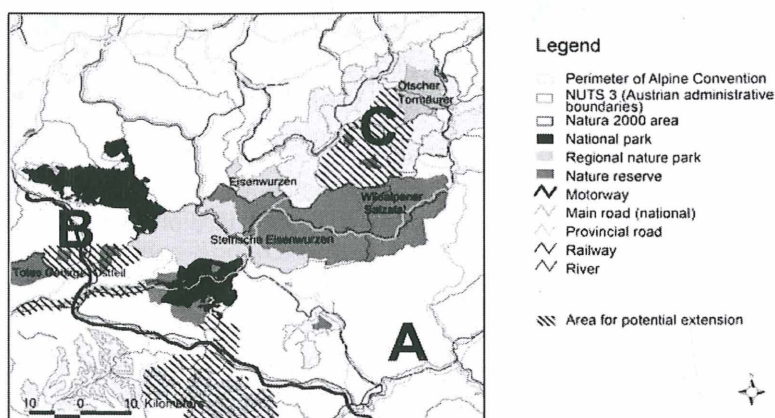 Ötscher
Tormäurer
C
Eisenwurzen
Wildalpener
Salzatal
B
Steirische Eisenwurzen
Totes Gebirge Ostteil
A
10 0 10 Kilometers
Legend
Perimeter of Alpine Convention
NUTS 3 (Austrian administrative
boundaries)
Natura 2000 area
National park
Regional nature park
Nature reserve
Motorway
Main road (national)
Provincial road
Railway
River
Area for potential extension